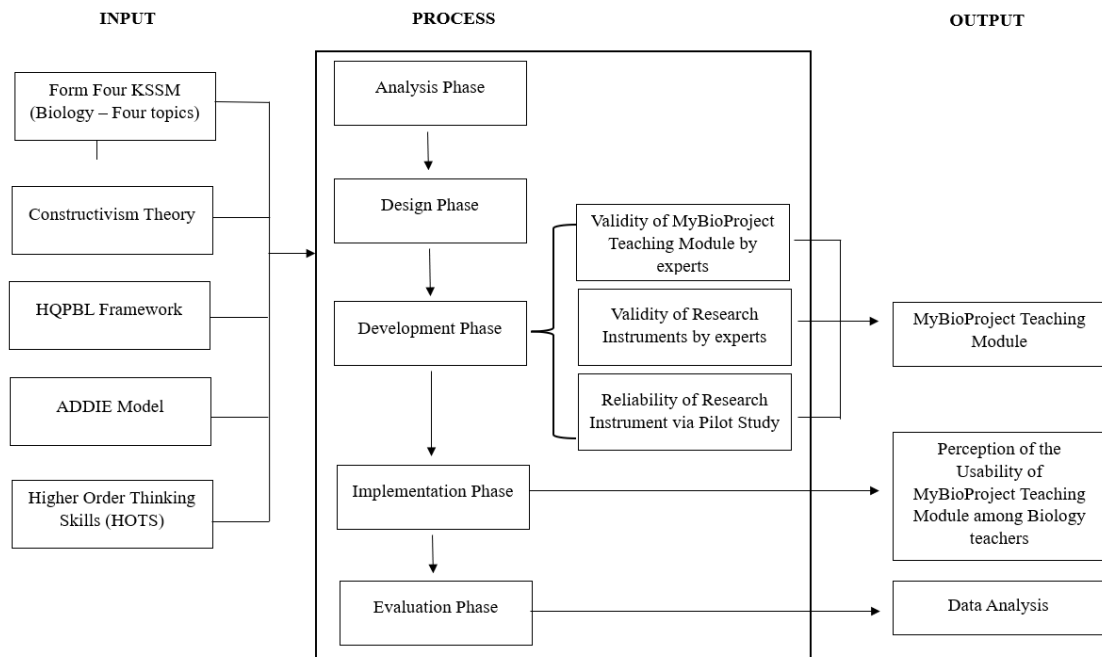 INPUT
PROCESS
OUTPUT
Form Four KSSM
(Biology – Four topics)
Constructivism Theory
HQPBL Framework
ADDIE Model
Higher Order Thinking
Skills (HOTS)
Analysis Phase
Design Phase
Development Phase
Implementation Phase
Evaluation Phase
Validity of MyBioProject
Teaching Module by
experts
Validity of Research
Instruments by experts
Reliability of Research
Instrument via Pilot Study
MyBioProject Teaching
Module
Perception of the
Usability of
MyBioProject Teaching
Module among Biology
teachers
Data Analysis